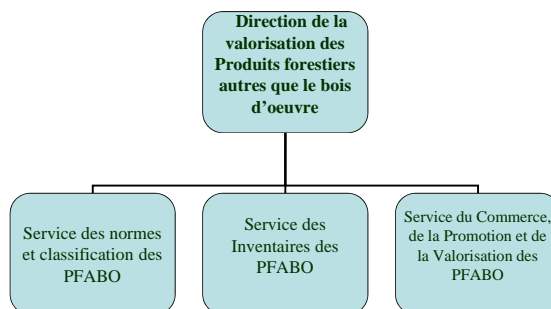 Direction de la
valorisation des
Produits forestiers
autres que le bois
d'oeuvre
Service des normes
et classification des
PFABO
Service des
Inventaires des
PFABO
Service du Commerce,
de la Promotion et de
la Valorisation des
PFABO